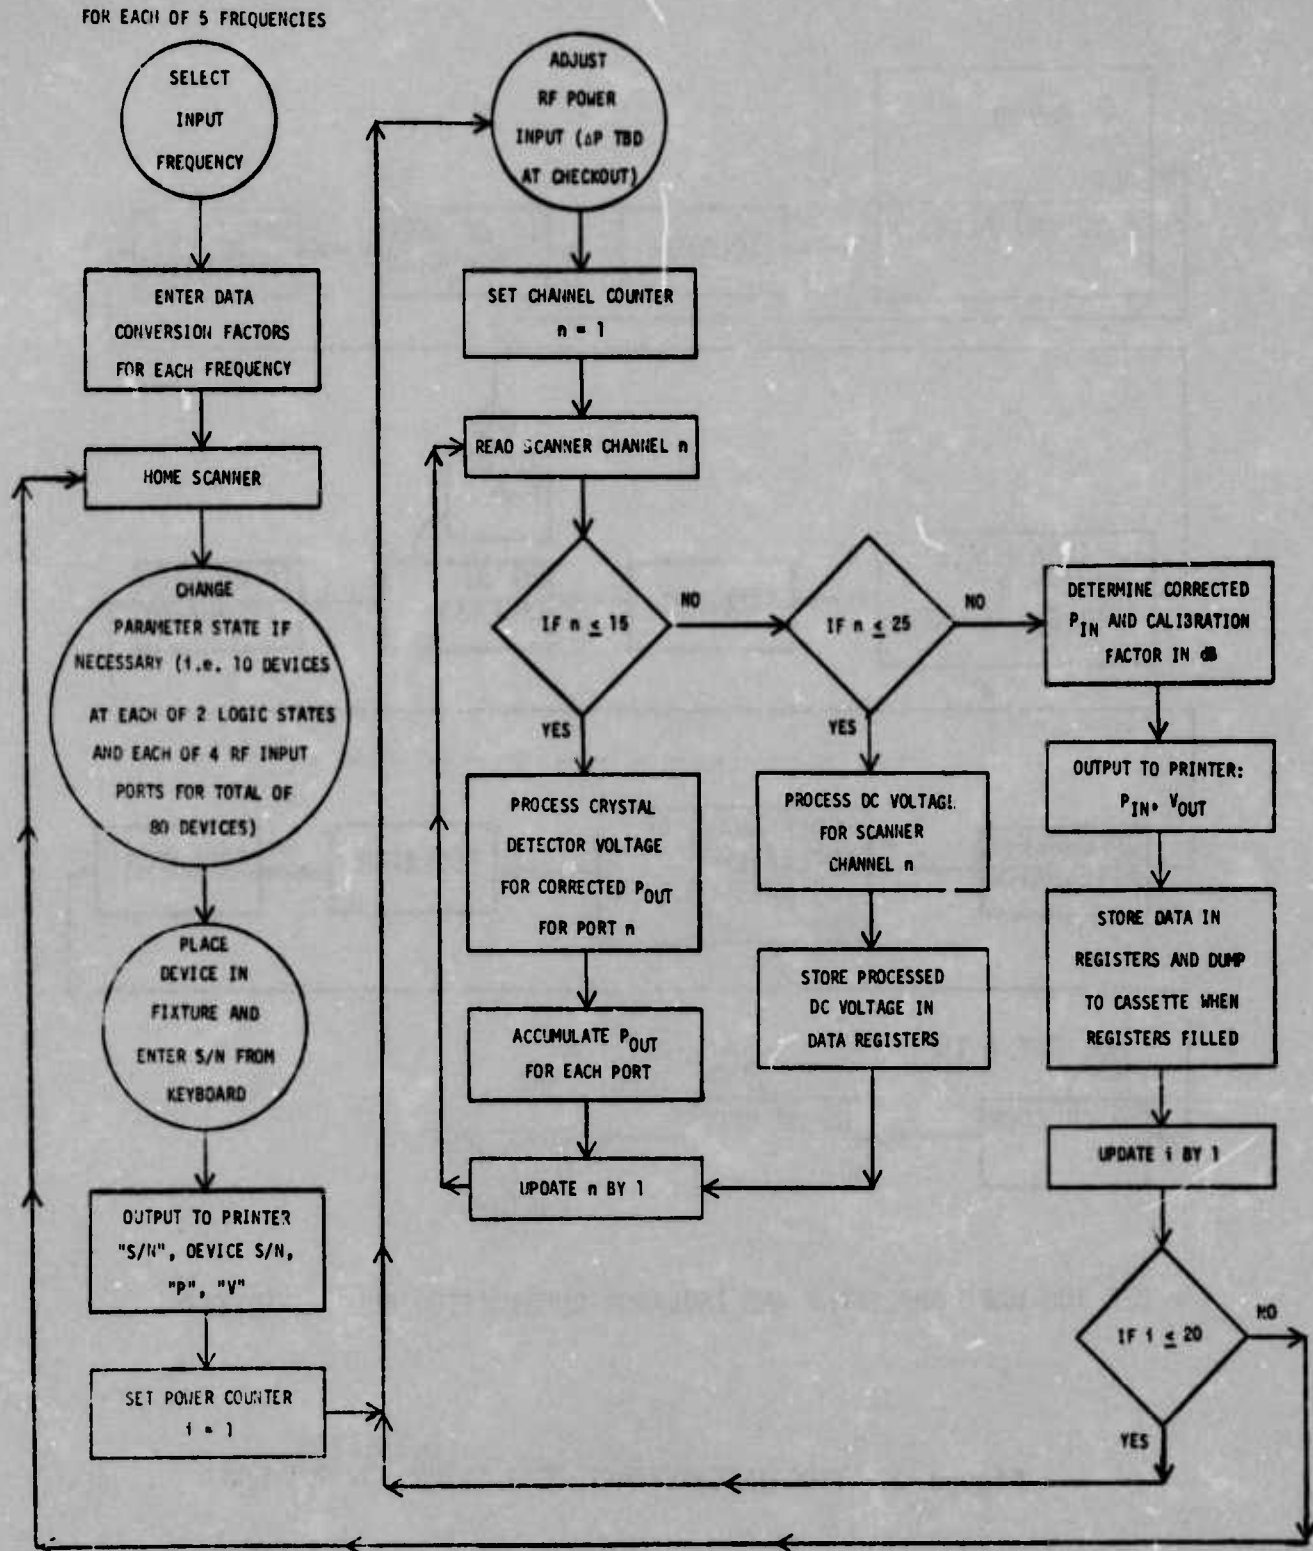 FOR EACH OF 5 FREQUENCIES
SELECT
INPUT
FREQUENCY
ENTER DATA
CONVERSION FACTORS
FOR EACH FREQUENCY
HOME SCANNER
CHANGE
PARAMETER STATE IF
NECESSARY (i.e. 10 DEVICES
AT EACH OF 2 LOGIC STATES
AND EACH OF 4 RF INPUT
PORTS FOR TOTAL OF
80 DEVICES)
PLACE
DEVICE IN
FIXTURE AND
ENTER S/N FROM
KEYBOARD
OUTPUT TO PRINTER
"S/N", DEVICE S/N,
"P", "V"
SET POWER COUNTER
i = 1
ADJUST
RF POWER
INPUT (ΔP TBD
AT CHECKOUT)
SET CHANNEL COUNTER
n = 1
READ SCANNER CHANNEL n
IF n ≤ 15
NO
YES
PROCESS CRYSTAL
DETECTOR VOLTAGE
FOR CORRECTED POUT
FOR PORT n
ACCUMULATE POUT
FOR EACH PORT
UPDATE n BY 1
IF n ≤ 25
NO
YES
PROCESS DC VOLTAGE
FOR SCANNER
CHANNEL n
STORE PROCESSED
DC VOLTAGE IN
DATA REGISTERS
DETERMINE CORRECTED
PIN AND CALIBRATION
FACTOR IN dB
OUTPUT TO PRINTER:
PIN, VOUT
STORE DATA IN
REGISTERS AND DUMP
TO CASSETTE WHEN
REGISTERS FILLED
UPDATE i BY 1
IF i ≤ 20
NO
YES